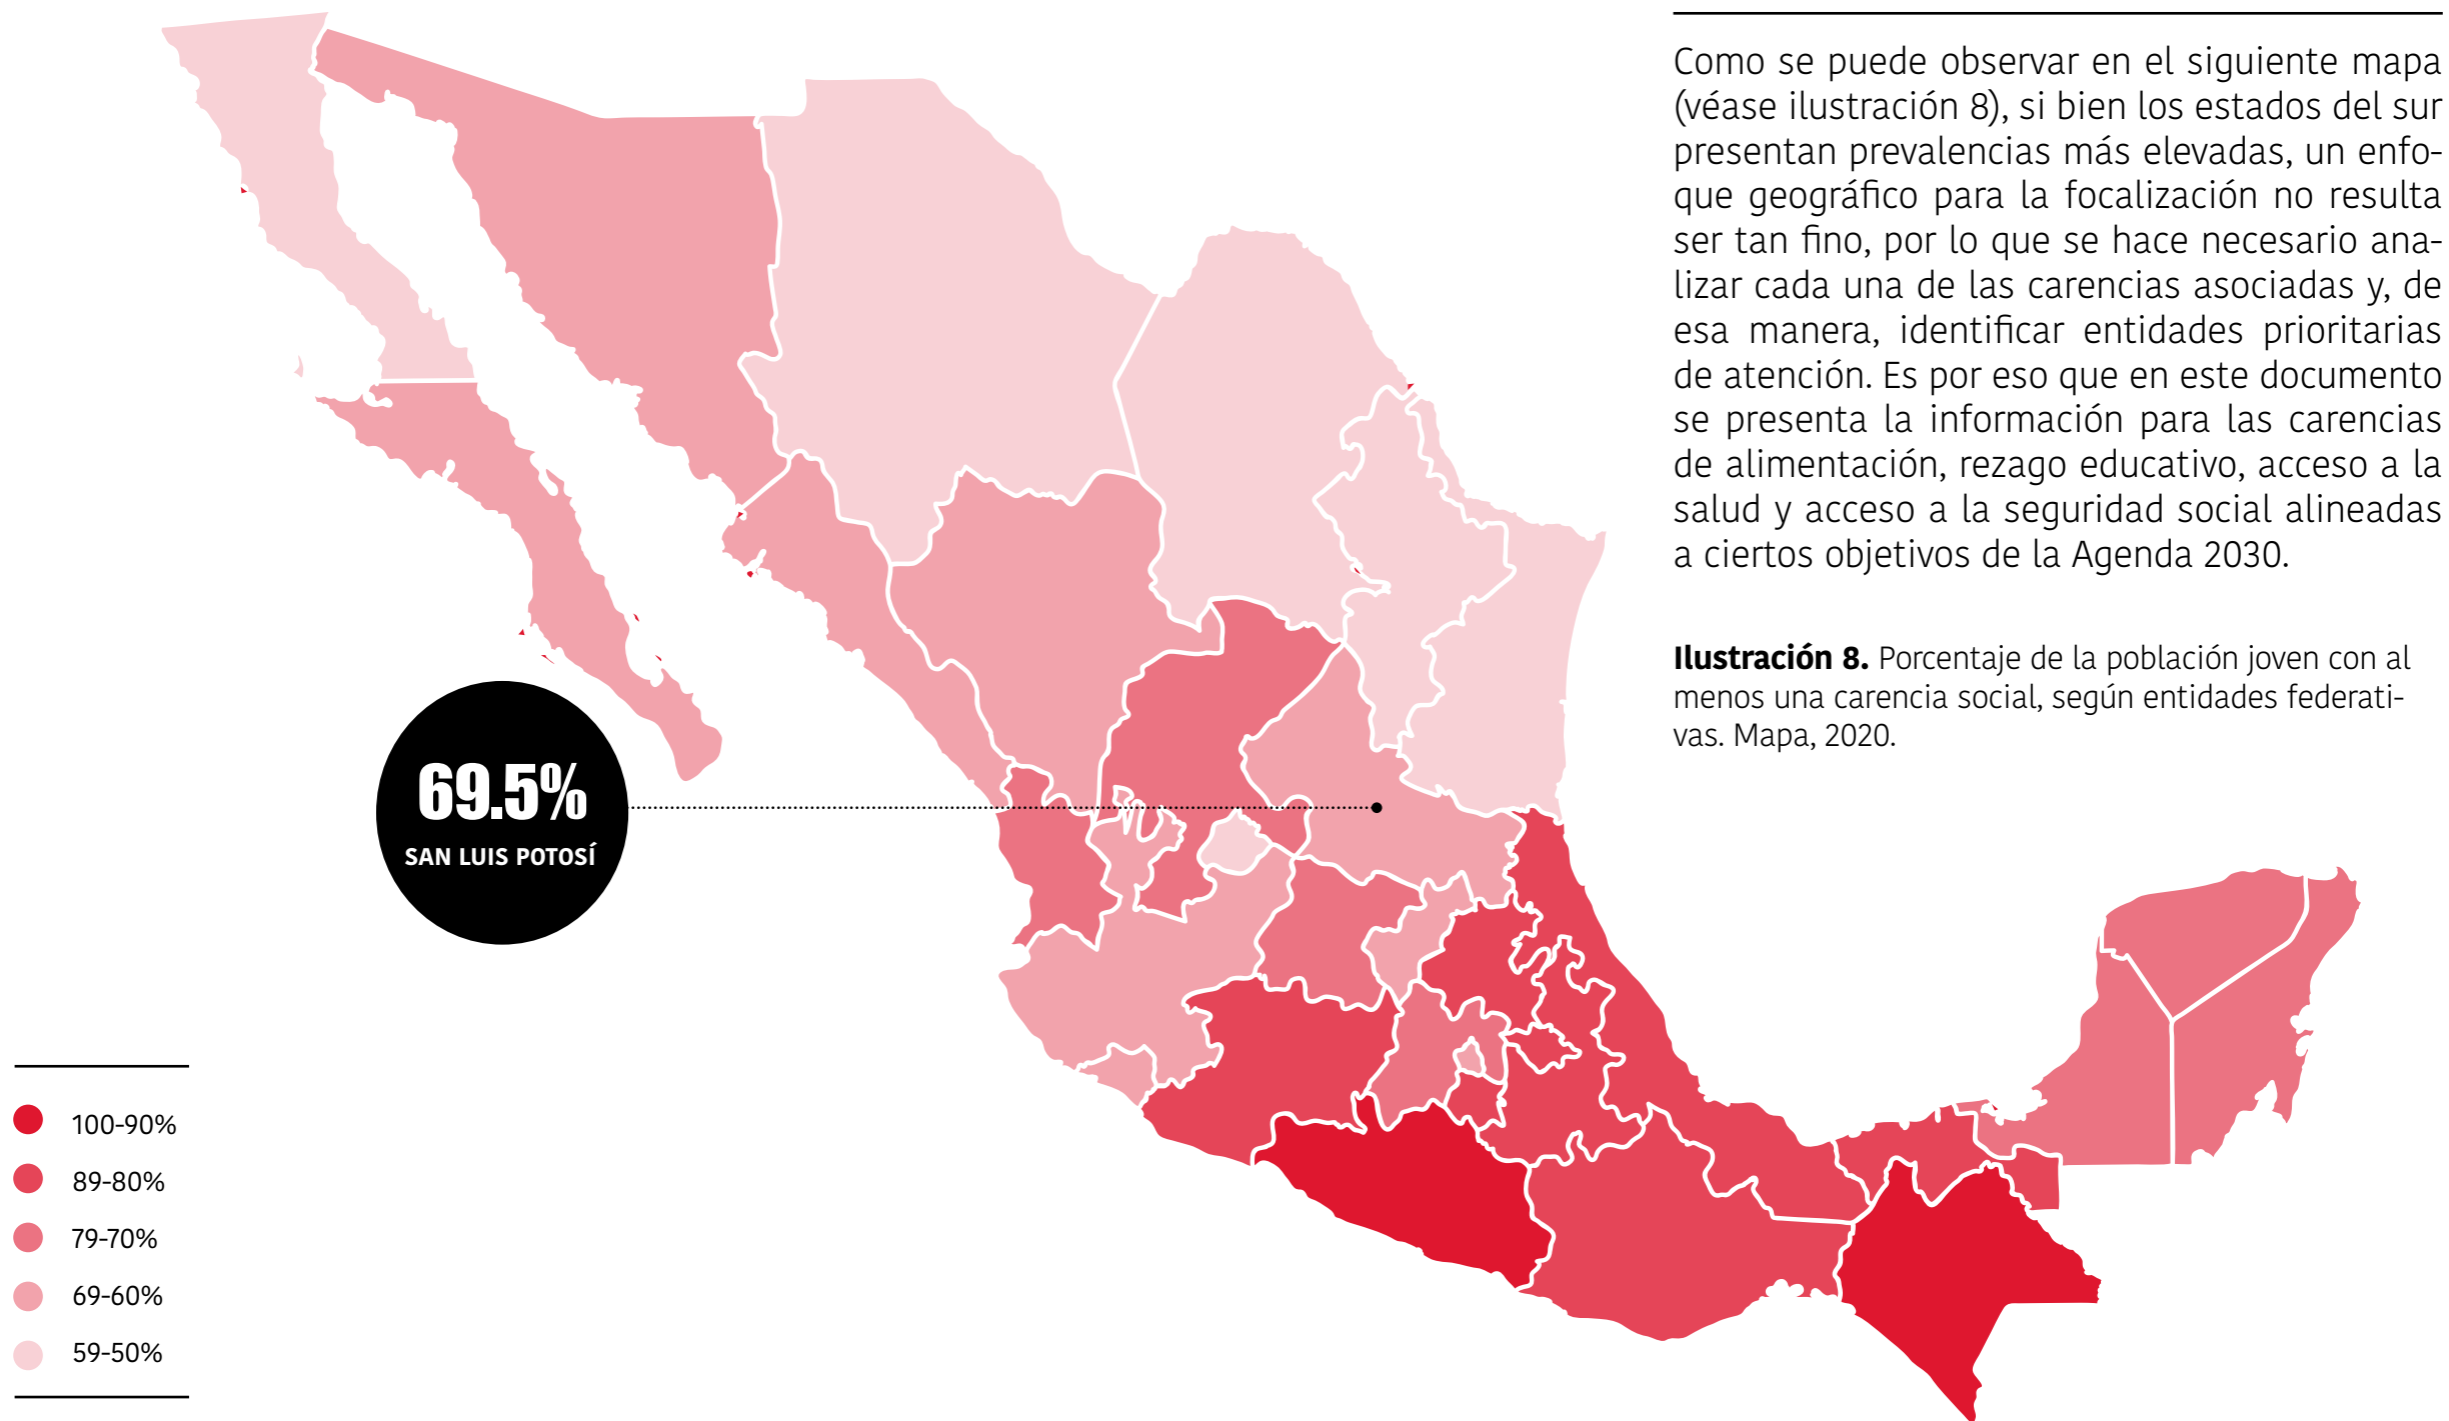 Como se puede observar en el siguiente mapa
(véase ilustración 8), si bien los estados del sur
presentan prevalencias más elevadas, un enfo-
que geográfico para la focalización no resulta
ser tan fino, por lo que se hace necesario ana-
lizar cada una de las carencias asociadas y, de
esa manera, identificar entidades prioritarias
de atención. Es por eso que en este documento
se presenta la información para las carencias
de alimentación, rezago educativo, acceso a la
salud y acceso a la seguridad social alineadas
a ciertos objetivos de la Agenda 2030.
Ilustración 8. Porcentaje de la población joven con al
menos una carencia social, según entidades federati-
vas. Mapa, 2020.
69.5%
SAN LUIS POTOSÍ
100-90%
89-80%
79-70%
69-60%
59-50%